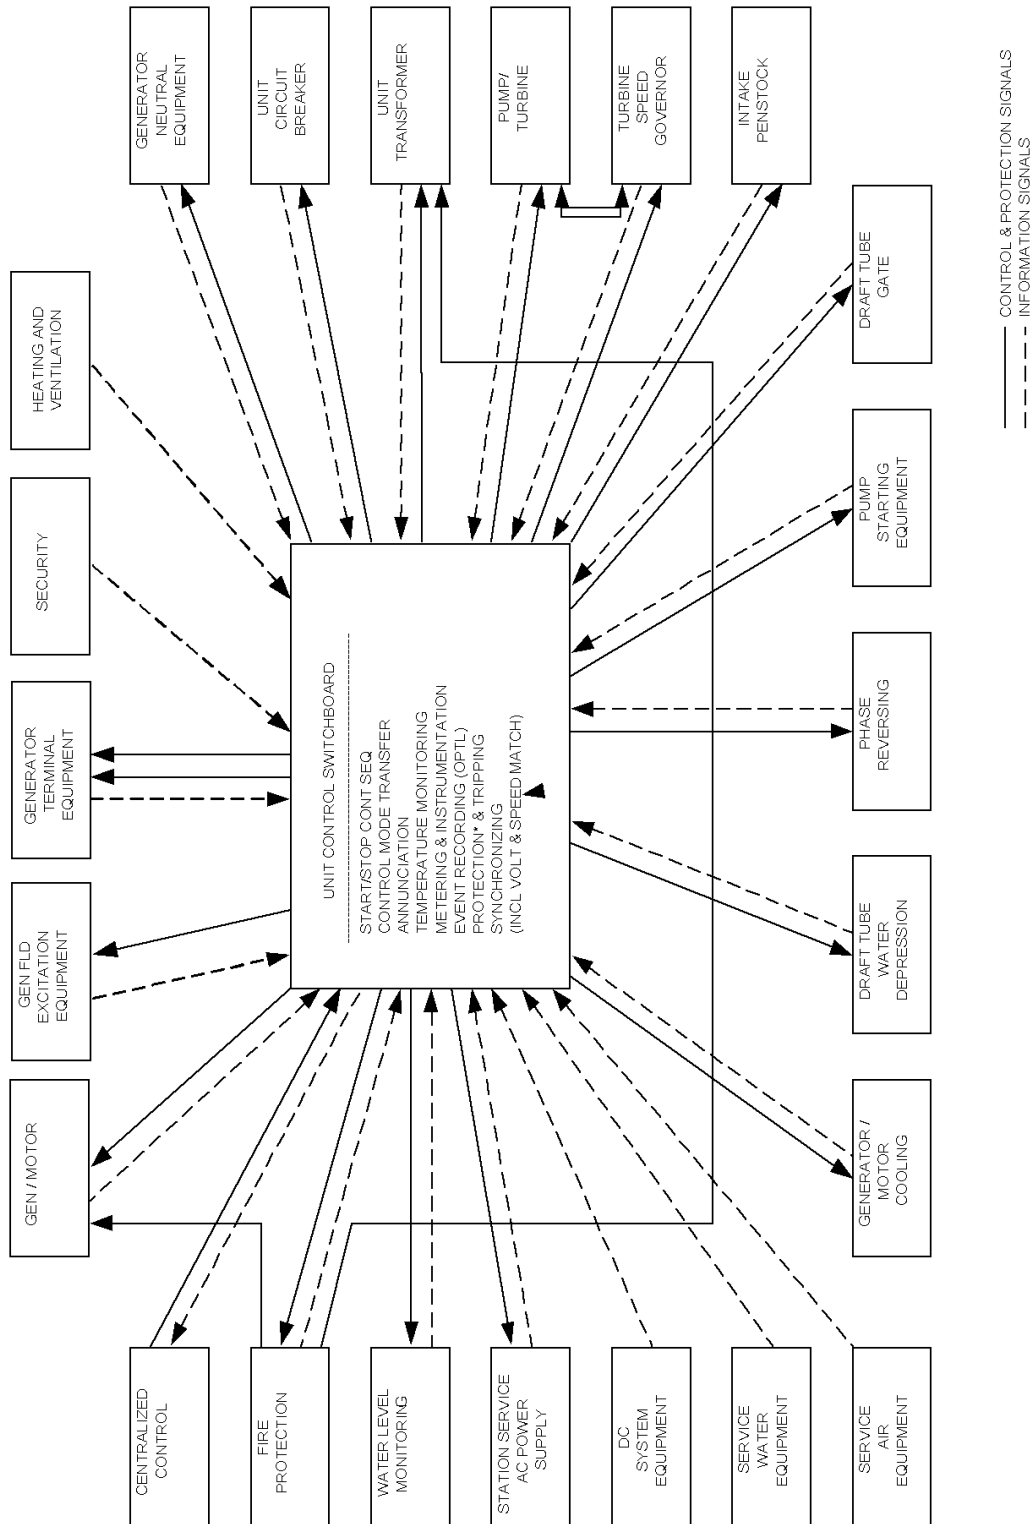 GENERATOR
NEUTRAL
EQUIPMENT
UNIT
CIRCUIT
BREAKER
UNIT
TRANSFORMER
PUMP/
TURBINE
TURBINE
SPEED
GOVERNOR
INTAKE
PENSTOCK
HEATING AND
VENTILATION
SECURITY
GENERATOR
TERMINAL
EQUIPMENT
GEN FLD
EXCITATION
EQUIPMENT
GEN / MOTOR
UNIT CONTROL SWITCHBOARD
START/STOP CONT SEQ
CONTROL MODE TRANSFER
ANNUNCIATION
TEMPERATURE MONITORING
METERING & INSTRUMENTATION
EVENT RECORDING (OPTL)
PROTECTION* & TRIPPING
SYNCHRONIZING
(INCL VOLT & SPEED MATCH)
DRAFT TUBE
GATE
PUMP
STARTING
EQUIPMENT
PHASE
REVERSING
DRAFT TUBE
WATER
DEPRESSION
GENERATOR /
MOTOR
COOLING
CENTRALIZED
CONTROL
FIRE
PROTECTION
WATER LEVEL
MONITORING
STATION SERVICE
AC POWER
SUPPLY
DC
SYSTEM
EQUIPMENT
SERVICE
WATER
EQUIPMENT
SERVICE
AIR
EQUIPMENT
CONTROL & PROTECTION SIGNALS
INFORMATION SIGNALS